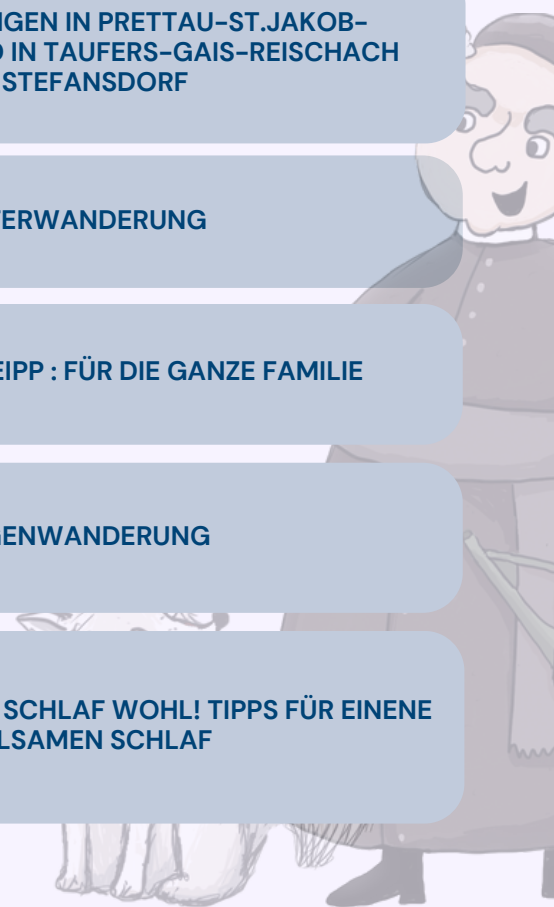 IGEN IN PRETTAU-ST.JAKOB-
IN TAUFERS-GAIS-REISCHACH
STEFANSDORF
ERWANDERUNG
EIPP : FÜR DIE GANZE FAMILIE
ENWANDERUNG
SCHLAF WOHL! TIPPS FÜR EINENE
LSAMEN SCHLAF